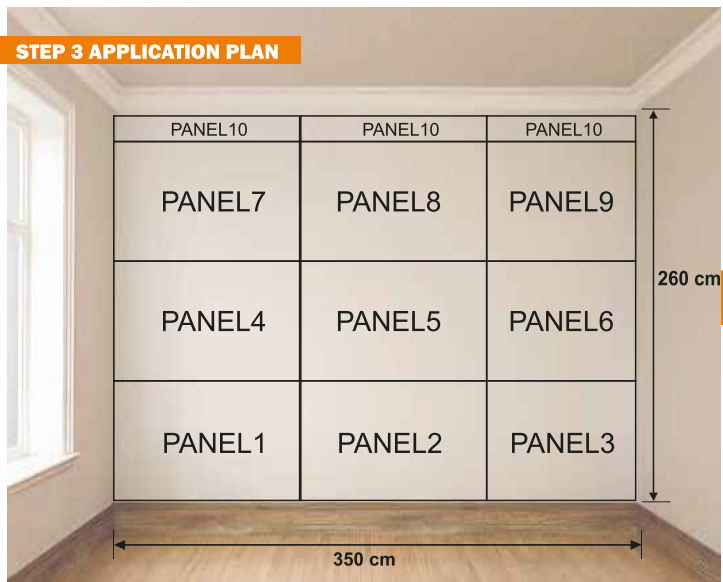 STEP 3 APPLICATION PLAN
PANEL10 PANEL10 PANEL10
PANEL7 PANEL8 PANEL9
260 cm
PANEL4 PANEL5 PANEL6
PANEL1 PANEL2 PANEL3
350 cm